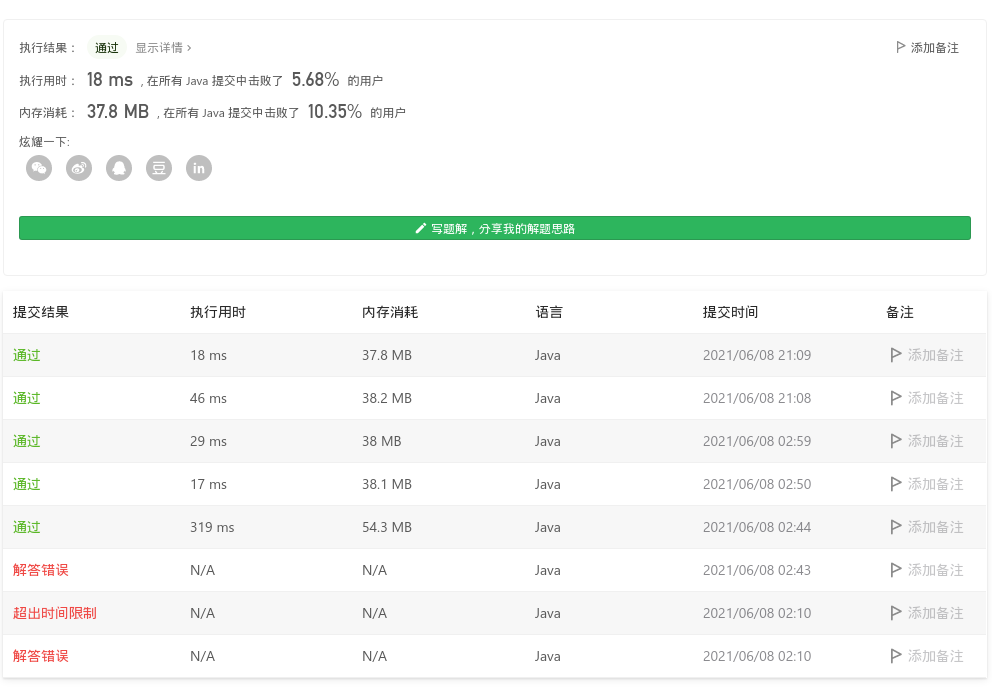 执行结果： 通过 显示详情 › 添加备注
执行用时： 18 ms , 在所有 Java 提交中击败了 5.68% 的用户
内存消耗： 37.8 MB , 在所有 Java 提交中击败了 10.35% 的用户
炫耀一下:
豆 in
写题解，分享我的解题思路
提交结果 执行用时 内存消耗 语言 提交时间 备注
通过 18 ms 37.8 MB Java 2021/06/08 21:09 添加备注
通过 46 ms 38.2 MB Java 2021/06/08 21:08 添加备注
通过 29 ms 38 MB Java 2021/06/08 02:59 添加备注
通过 17 ms 38.1 MB Java 2021/06/08 02:50 添加备注
通过 319 ms 54.3 MB Java 2021/06/08 02:44 添加备注
解答错误 N/A N/A Java 2021/06/08 02:43 添加备注
超出时间限制 N/A N/A Java 2021/06/08 02:10 添加备注
解答错误 N/A N/A Java 2021/06/08 02:10 添加备注